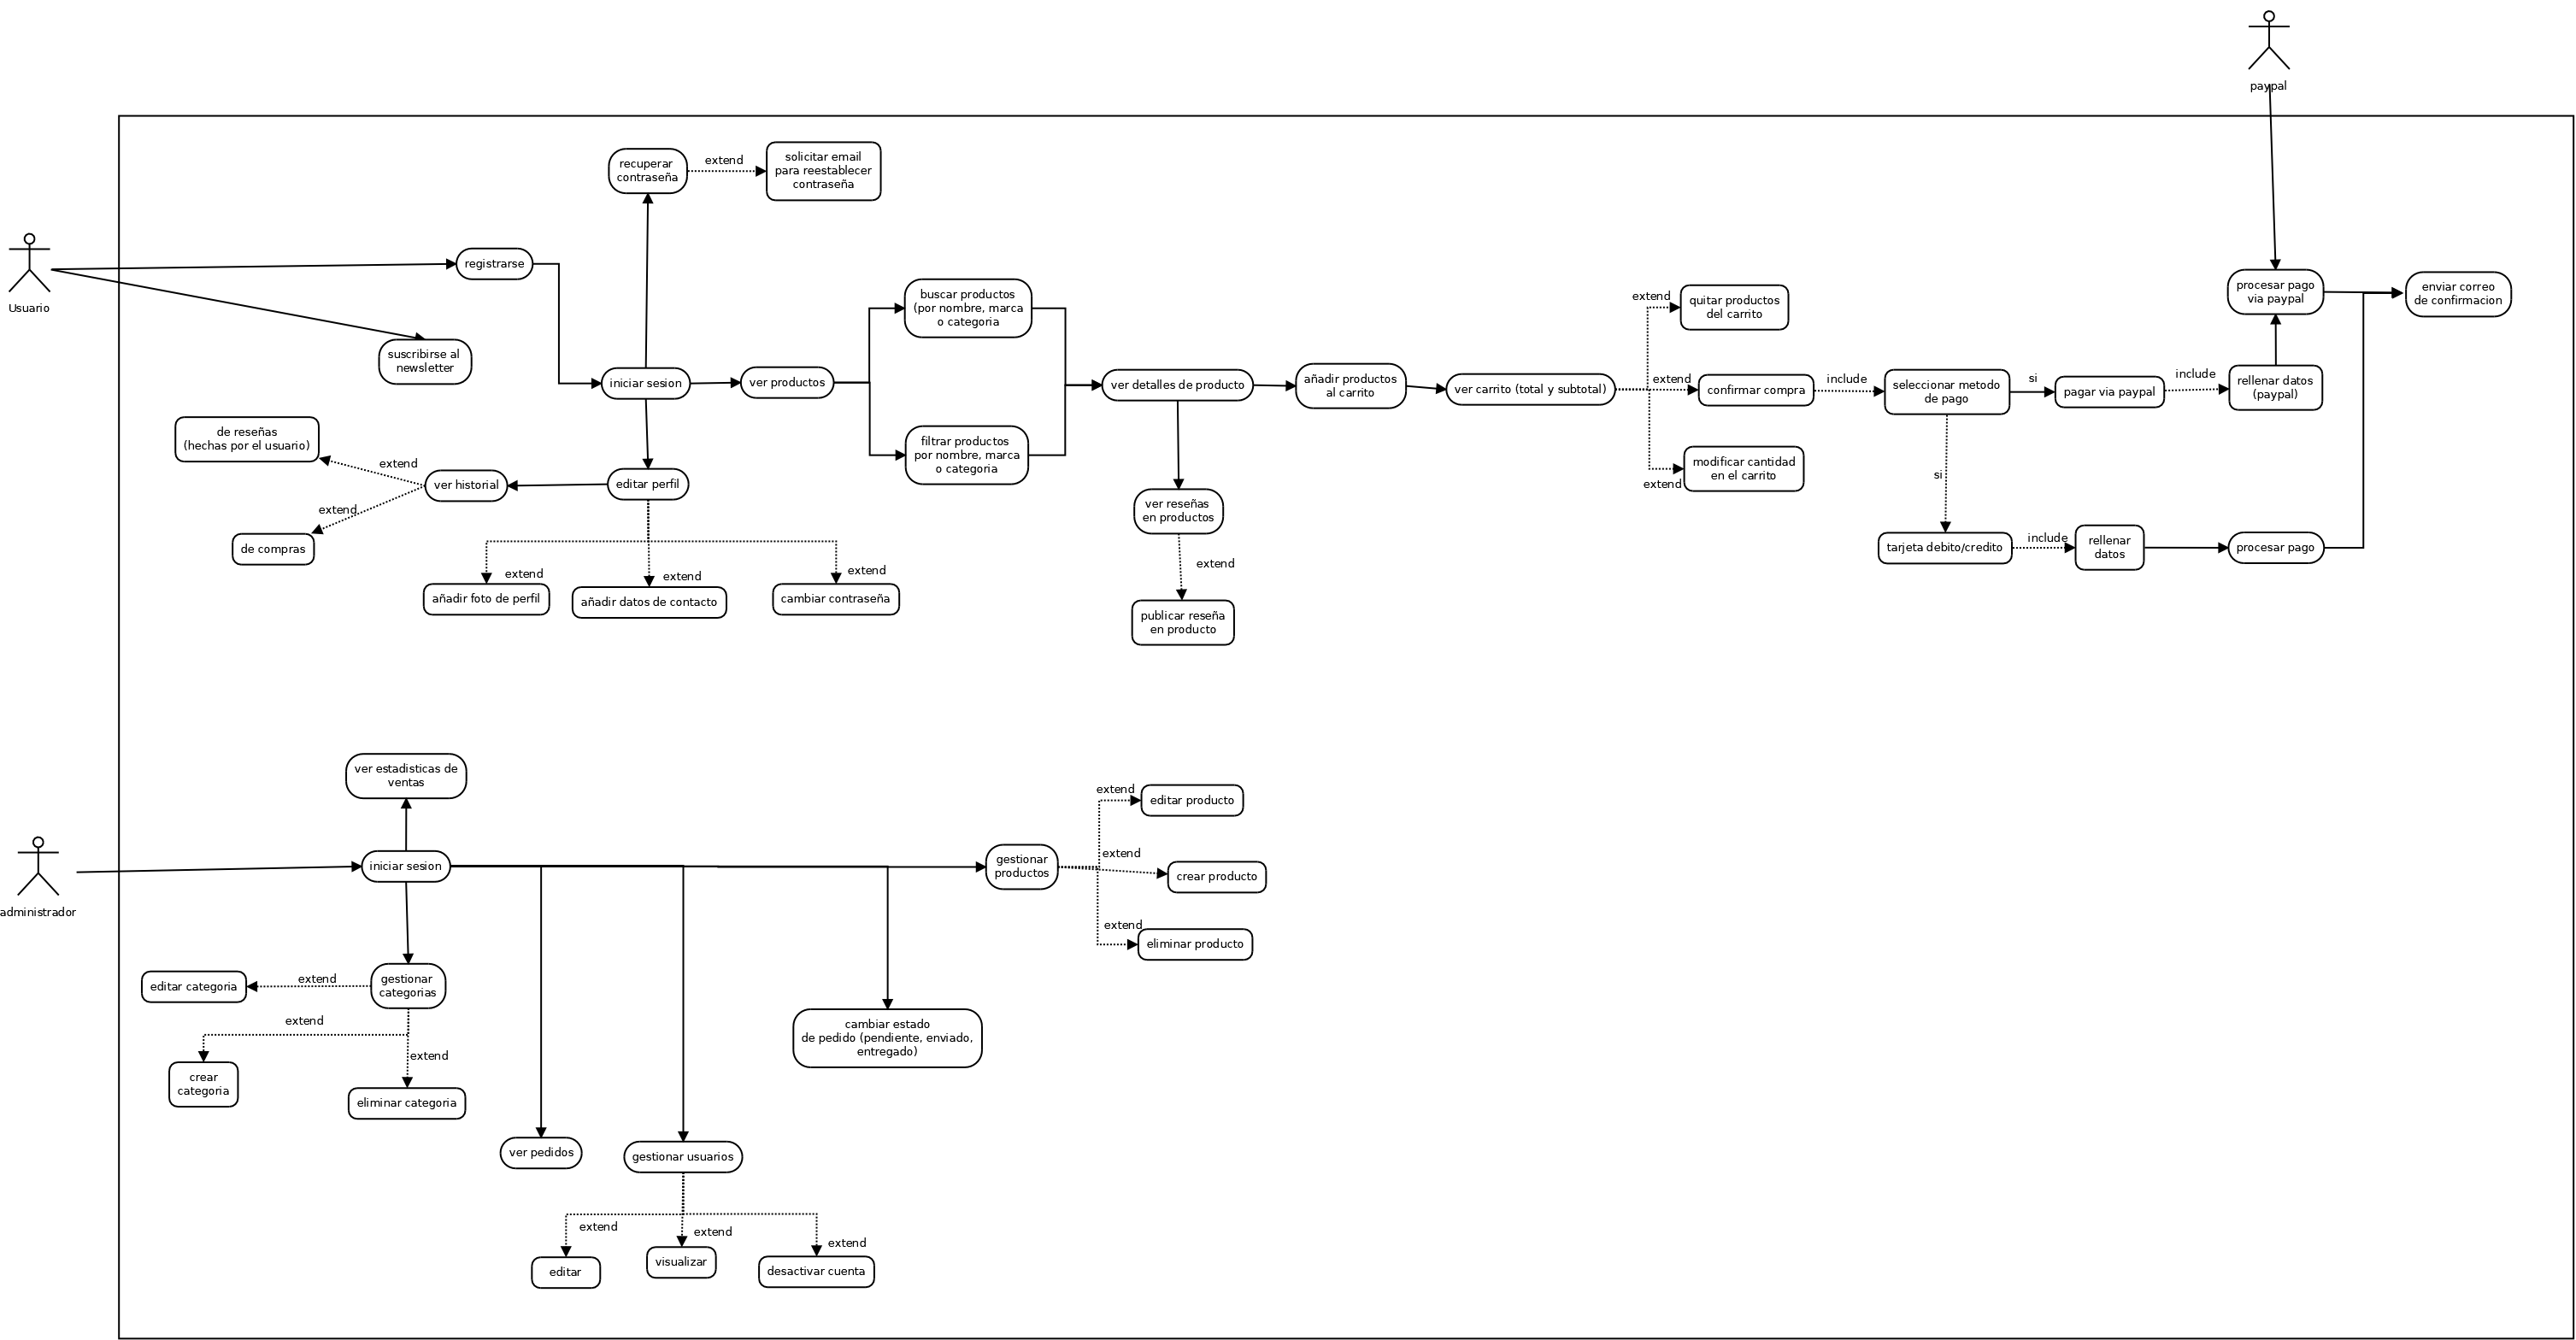 paypal
recuperar
contraseña
extend
solicitar email
para reestablecer
contraseña
Usuario
registrarse
suscribirse al
newsletter
iniciar sesion
ver productos
buscar productos
(por nombre, marca
o categoria
filtrar productos
por nombre, marca
o categoria
ver detalles de producto
añadir productos
al carrito
ver carrito (total y subtotal)
extend
quitar productos
del carrito
extend
confirmar compra
extend
modificar cantidad
en el carrito
include
seleccionar metodo
de pago
si
pagar via paypal
include
rellenar datos
(paypal)
procesar pago
via paypal
enviar correo
de confirmacion
si
tarjeta debito/credito
include
rellenar
datos
procesar pago
de reseñas
(hechas por el usuario)
extend
ver historial
extend
de compras
editar perfil
extend
añadir foto de perfil
extend
añadir datos de contacto
extend
cambiar contraseña
ver reseñas
en productos
extend
publicar reseña
en producto
ver estadisticas de
ventas
administrador
iniciar sesion
gestionar
productos
extend
editar producto
extend
crear producto
extend
eliminar producto
editar categoria
extend
gestionar
categorias
extend
crear
categoria
extend
eliminar categoria
cambiar estado
de pedido (pendiente, enviado,
entregado)
ver pedidos
gestionar usuarios
extend
editar
extend
visualizar
extend
desactivar cuenta